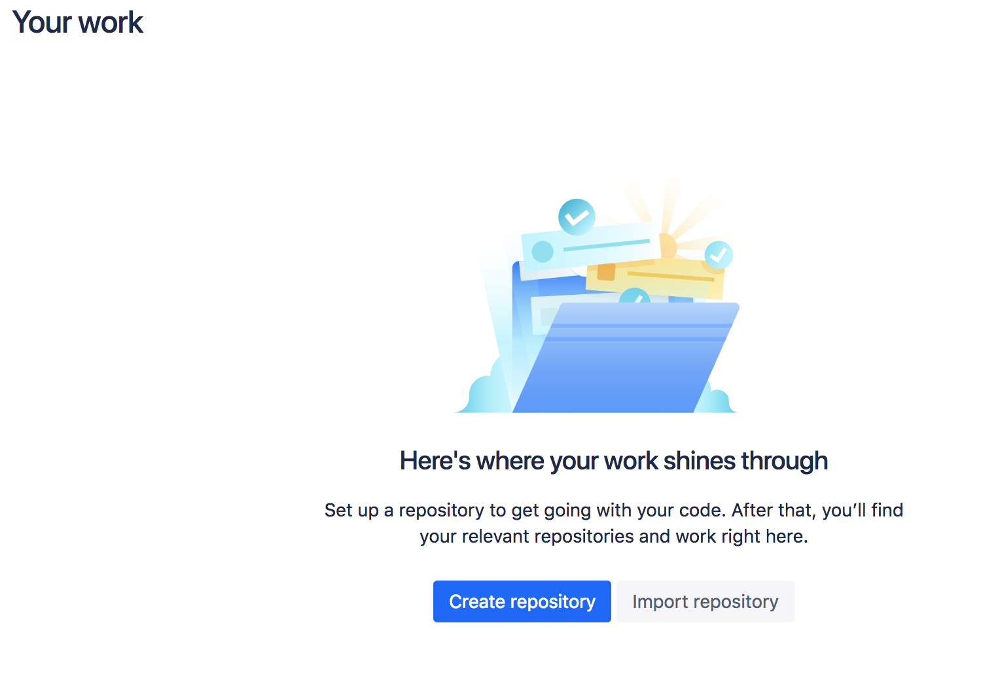 Your work
Here's where your work shines through
Set up a repository to get going with your code. After that, you’ll find
your relevant repositories and work right here.
Create repository
Import repository